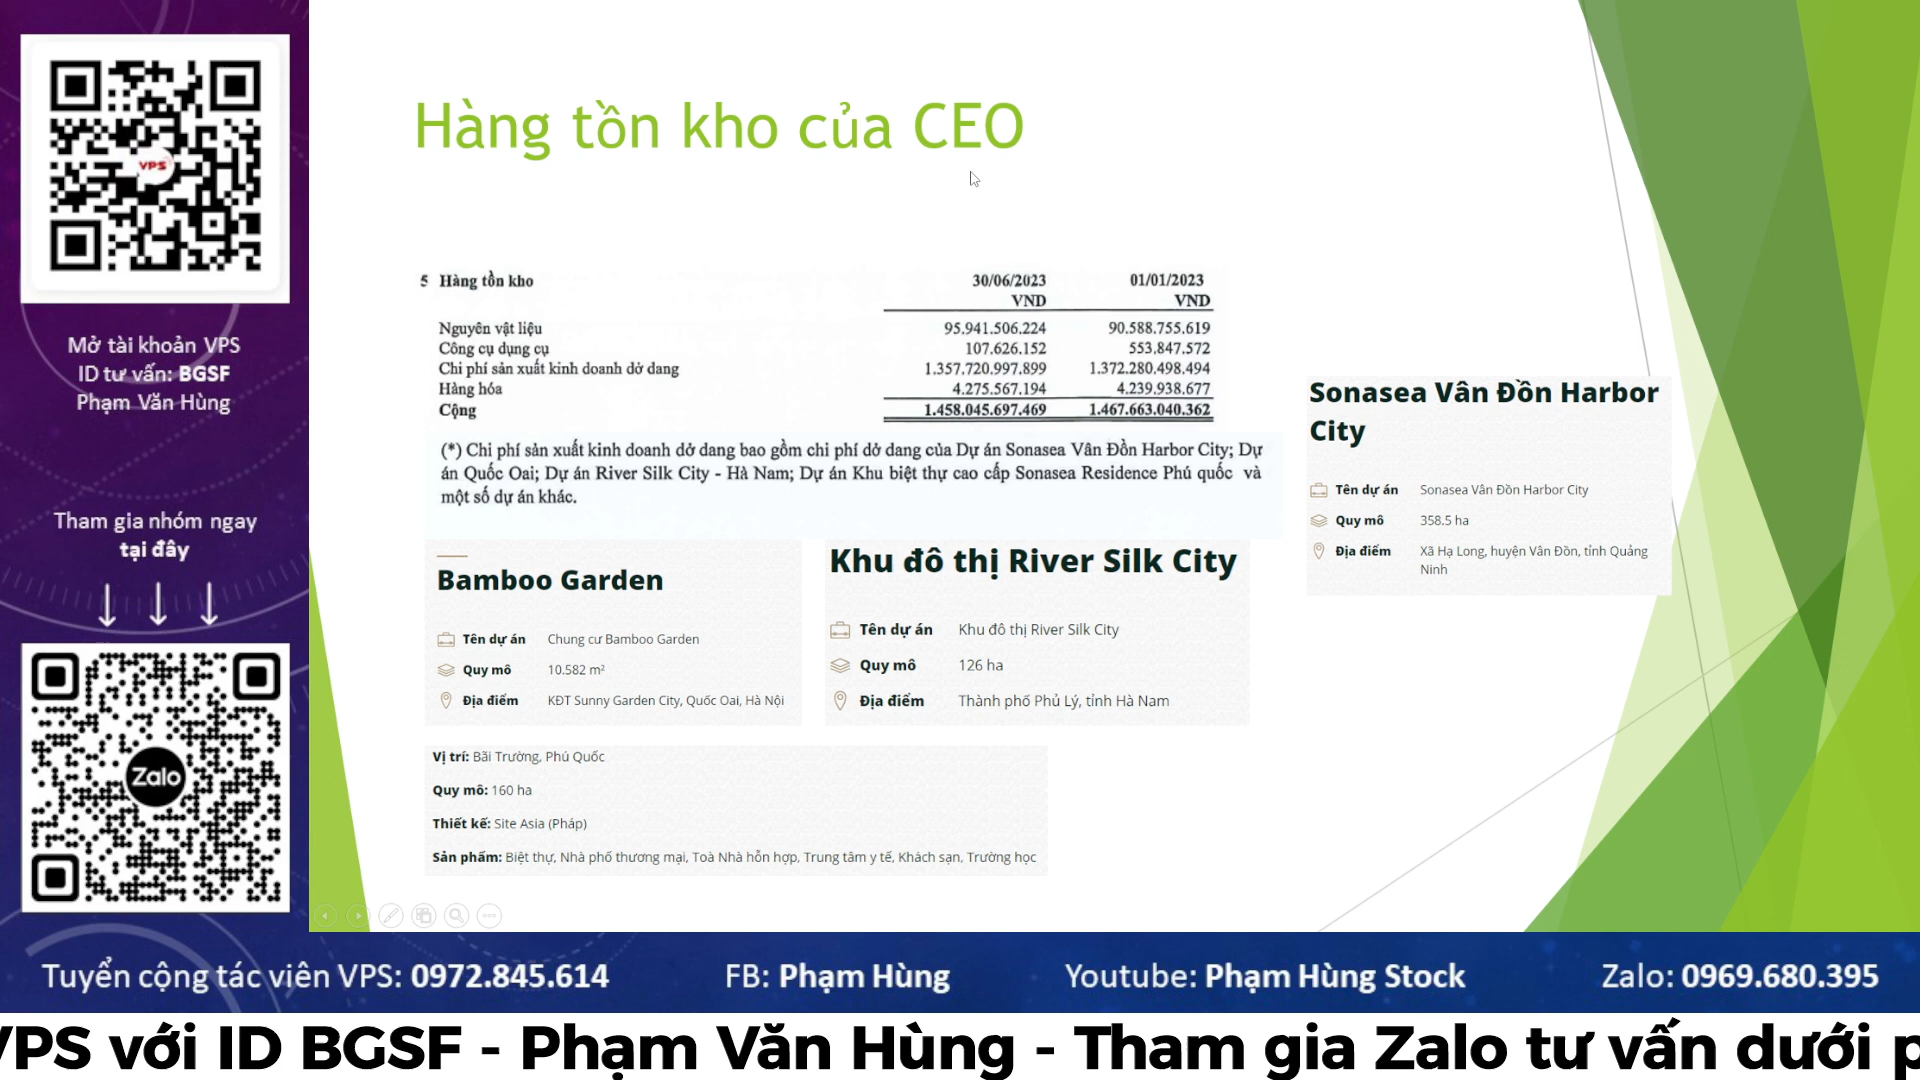 VPS
Mở tài khoản VPS
ID tư vấn: BGSF
Phạm Văn Hùng
Tham gia nhóm ngay
tại đây
Zalo
Hàng tồn kho của CEO
5 Hàng tồn kho 30/06/2023 01/01/2023
VND VND
Nguyên vật liệu 95.941.506.224 90.588.755.619
Công cụ dụng cụ 107.626.152 553.847.572
Chi phí sản xuất kinh doanh dở dang 1.357.720.997.899 1.372.280.498.494
Hàng hóa 4.275.567.194 4.239.938.677
Cộng 1.458.045.697.469 1.467.663.040.362
(*) Chi phí sản xuất kinh doanh dở dang bao gồm chi phí dở dang của Dự án Sonasea Vân Đồn Harbor City; Dự
án Quốc Oai; Dự án River Silk City - Hà Nam; Dự án Khu biệt thự cao cấp Sonasea Residence Phú quốc và
một số dự án khác.
Sonasea Vân Đồn Harbor
City
Tên dự án Sonasea Vân Đồn Harbor City
Quy mô 358.5 ha
Địa điểm Xã Hạ Long, huyện Vân Đồn, tỉnh Quảng
Ninh
Bamboo Garden
Tên dự án Chung cư Bamboo Garden
Quy mô 10.582 m²
Địa điểm KĐT Sunny Garden City, Quốc Oai, Hà Nội
Khu đô thị River Silk City
Tên dự án Khu đô thị River Silk City
Quy mô 126 ha
Địa điểm Thành phố Phủ Lý, tỉnh Hà Nam
Vị trí: Bãi Trường, Phú Quốc
Quy mô: 160 ha
Thiết kế: Site Asia (Pháp)
Sản phẩm: Biệt thự, Nhà phố thương mại, Toà Nhà hỗn hợp, Trung tâm y tế, Khách sạn, Trường học
Tuyển cộng tác viên VPS: 0972.845.614 FB: Phạm Hùng Youtube: Phạm Hùng Stock Zalo: 0969.680.395
VPS với ID BGSF - Phạm Văn Hùng - Tham gia Zalo tư vấn dưới p